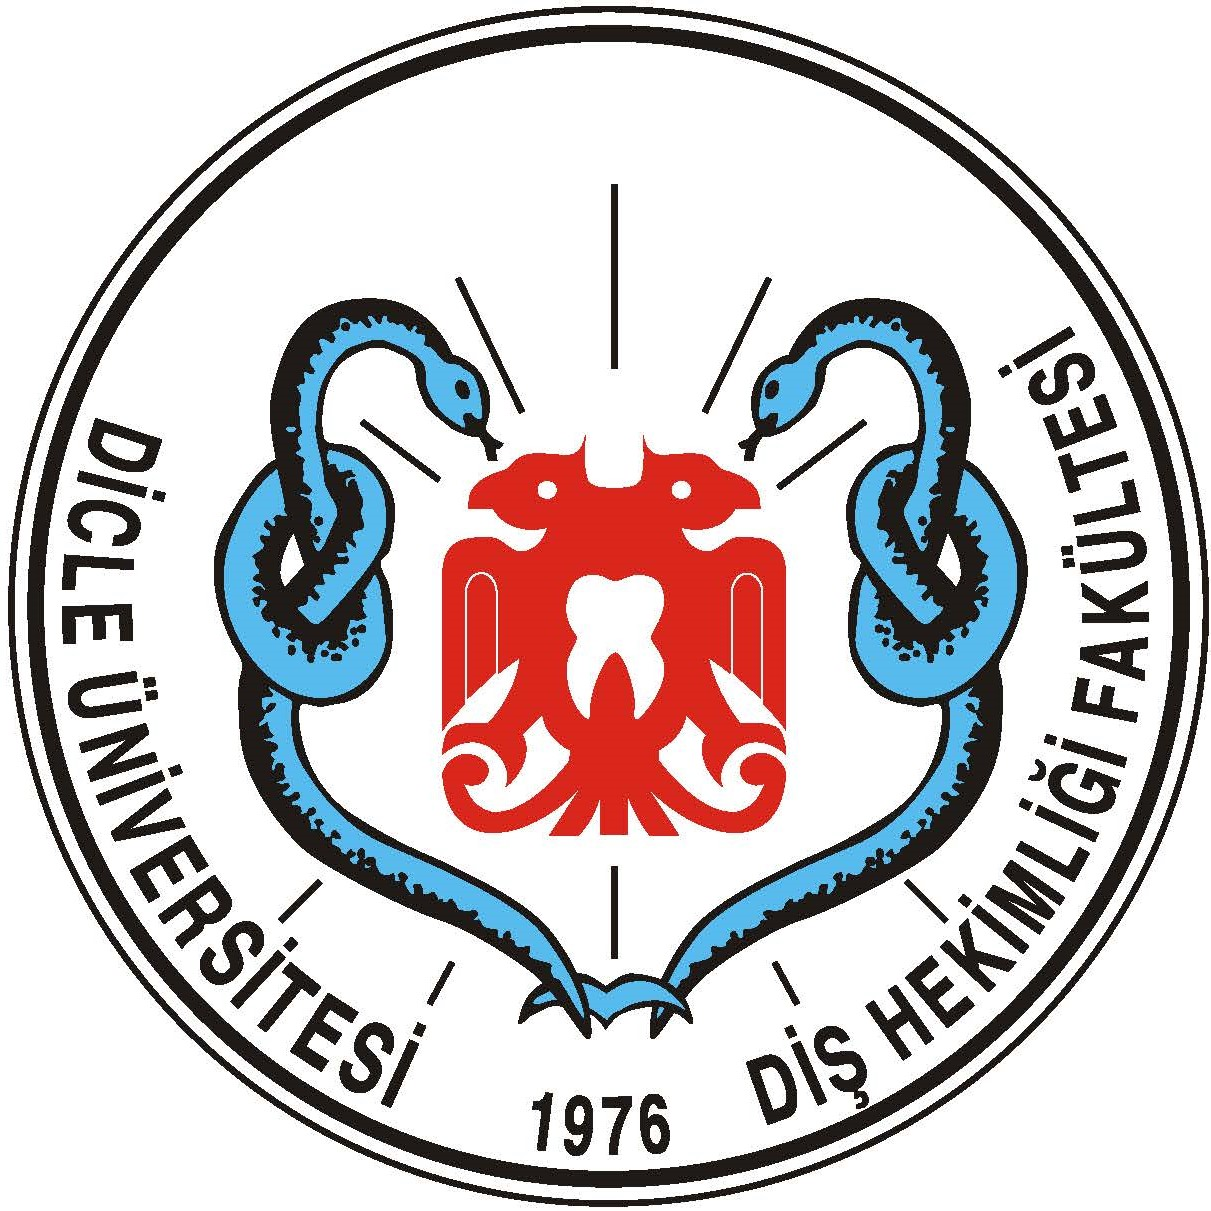 DİCLE ÜNİVERSİTESİ
1976
DİŞ HEKİMLİĞİ FAKÜLTESİ